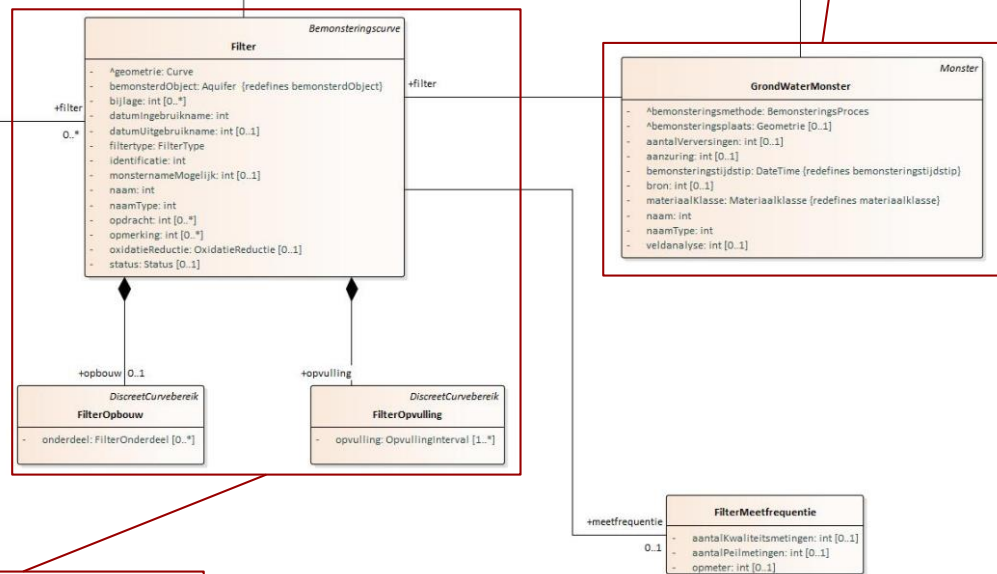 Bemonsteringscurve
Filter
- ^geometrie: Curve
- bemonsterdObject: Aquifer {redefines bemonsterdObject}
- bijlage: int [0..*]
- datumIngebruikname: int
- datumUitgebruikname: int [0..1]
- filtertype: FilterType
- identificatie: int
- monsternameMogelijk: int [0..1]
- naam: int
- naamType: int
- opdracht: int [0..*]
- opmerking: int [0..*]
- oxidatieReductie: OxidatieReductie [0..1]
- status: Status [0..1]
+filter
0..*
+filter
Monster
GrondWaterMonster
- ^bemonsteringsmethode: BemonsteringsProces
- ^bemonsteringsplaats: Geometrie [0..1]
- aantalVerversingen: int [0..1]
- aanzuring: int [0..1]
- bemonsteringstijdstip: DateTime {redefines bemonsteringstijdstip}
- bron: int [0..1]
- materiaalKlasse: Materiaalklasse {redefines materiaalklasse}
- naam: int
- naamType: int
- veldanalyse: int [0..1]
+opbouw 0..1
+opvulling
DiscreetCurvebereik
FilterOpbouw
- onderdeel: FilterOnderdeel [0..*]
DiscreetCurvebereik
FilterOpvulling
- opvulling: OpvullingInterval [1..*]
+meetfrequentie
0..1
FilterMeetfrequentie
- aantalKwaliteitsmetingen: int [0..1]
- aantalPeilmetingen: int [0..1]
- opmeter: int [0..1]